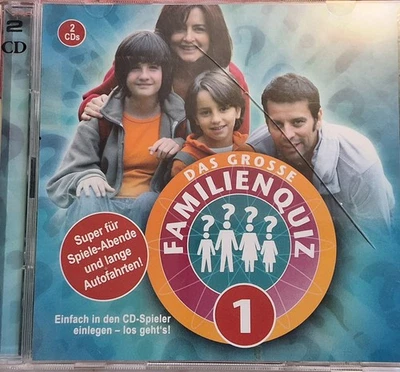 2
CD
2
CDs
DAS GROSSE
FAMILIENQUIZ
? ? ? ?
1
Super für
Spiele-Abende
und lange
Autofahrten!
Einfach in den CD-Spieler
einlegen – los geht's!